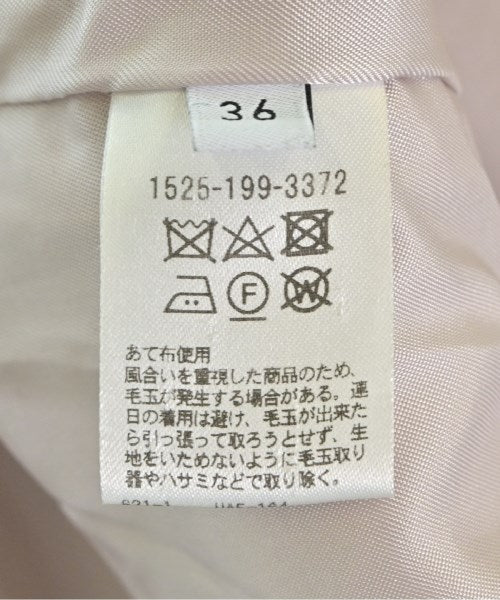 36
1525-199-3372
F
W
あて布使用
風合いを重視した商品のため、
毛玉が発生する場合がある。連
日の着用は避け、毛玉が出来た
ら引っ張って取ろうとせず、生
地をいためないように毛玉取り
器やハサミなどで取り除く。